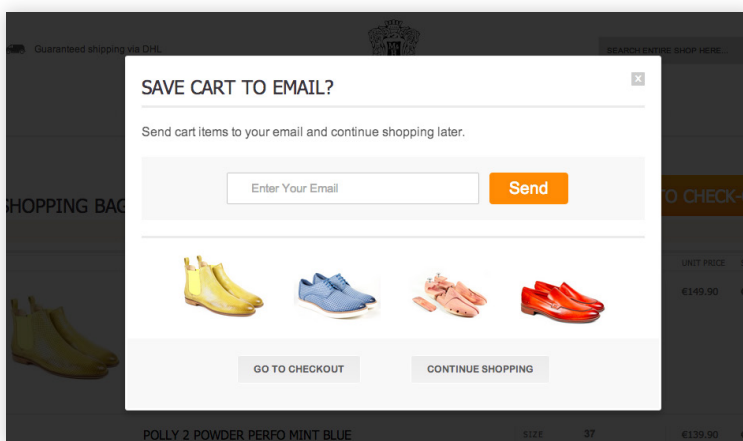 Guaranteed shipping via DHL
SEARCH ENTIRE SHOP HERE...
SAVE CART TO EMAIL?
x
Send cart items to your email and continue shopping later.
Enter Your Email
Send
SHOPPING BAG
TO CHECK-
UNIT PRICE
€149.90
GO TO CHECKOUT
CONTINUE SHOPPING
POLLY 2 POWDER PERFO MINT BLUE
SIZE 37
€139.90